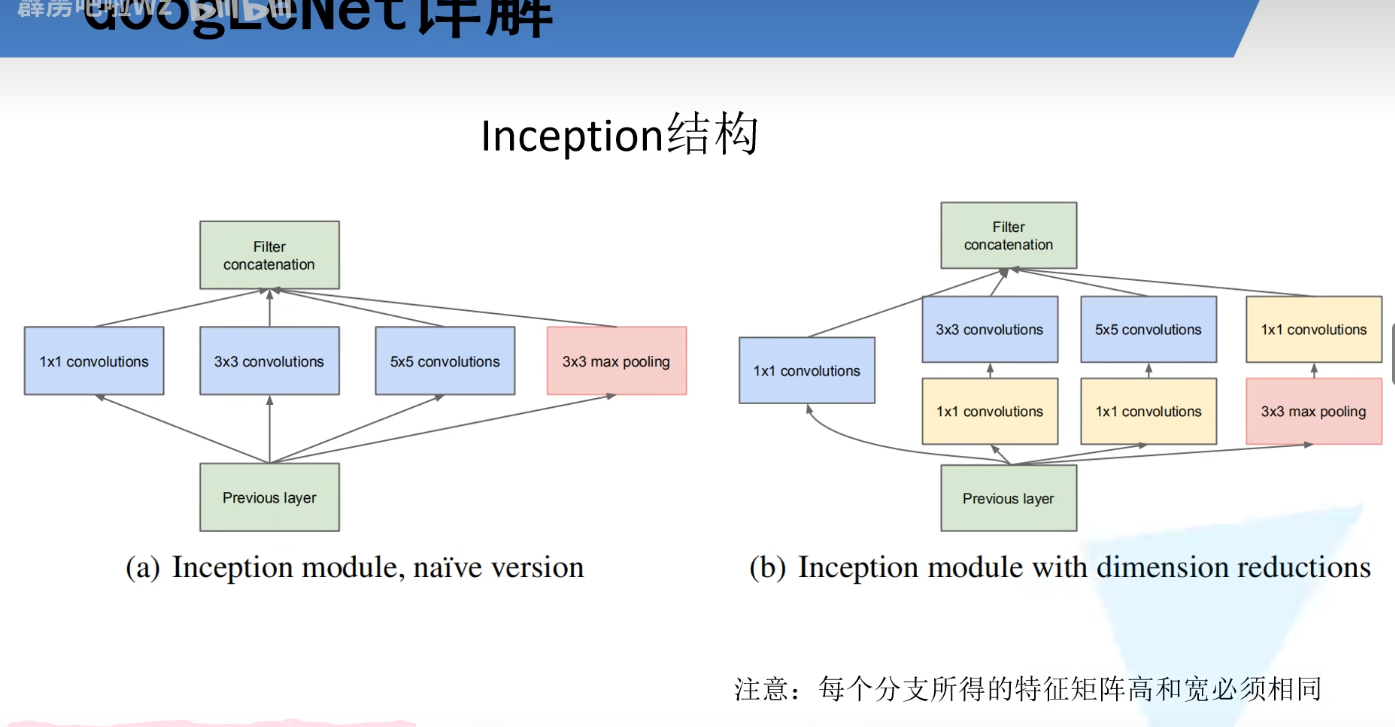 霹雳吧啦Wz bilibili
GoogLeNet详解
Inception结构
Filter
concatenation
1x1 convolutions
3x3 convolutions
5x5 convolutions
3x3 max pooling
Previous layer
(a) Inception module, naïve version
Filter
concatenation
3x3 convolutions
5x5 convolutions
1x1 convolutions
1x1 convolutions
1x1 convolutions
1x1 convolutions
3x3 max pooling
Previous layer
(b) Inception module with dimension reductions
注意：每个分支所得的特征矩阵高和宽必须相同